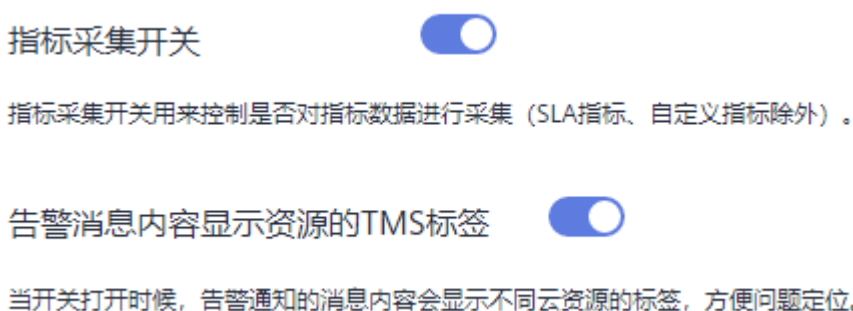 指标采集开关
指标采集开关用来控制是否对指标数据进行采集（SLA指标、自定义指标除外）。
告警消息内容显示资源的TMS标签
当开关打开时候，告警通知的消息内容会显示不同云资源的标签，方便问题定位。